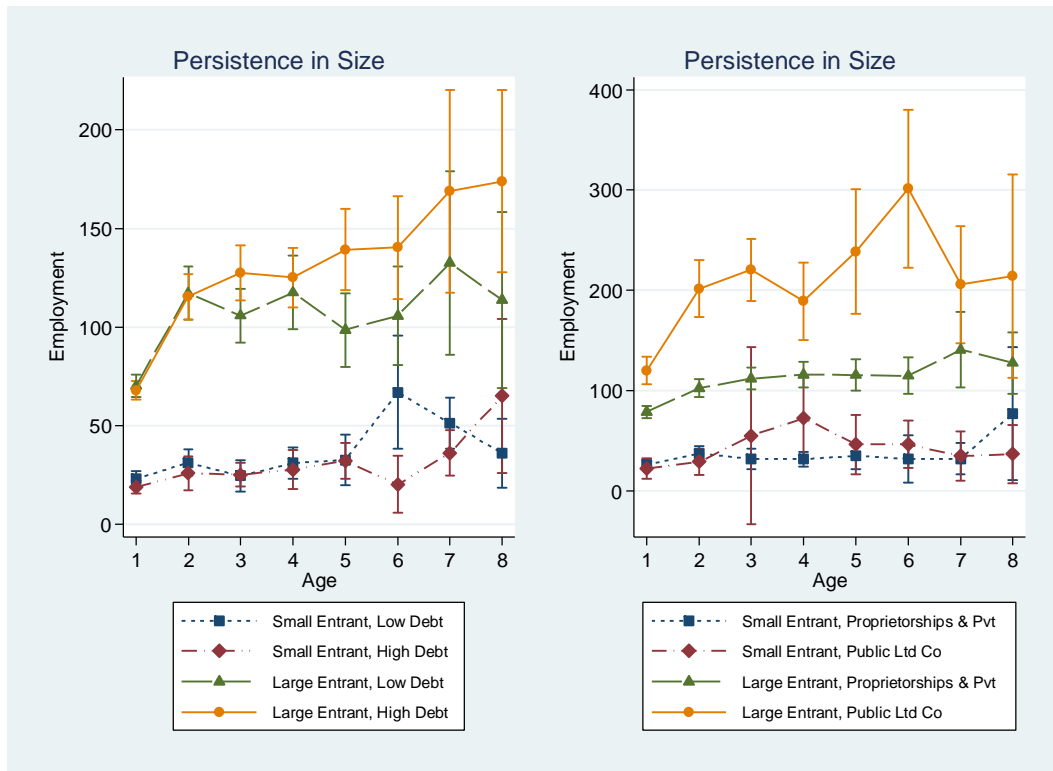 Persistence in Size
200
150
100
50
0
Employment
1 2 3 4 5 6 7 8
Age
Small Entrant, Low Debt
Small Entrant, High Debt
Large Entrant, Low Debt
Large Entrant, High Debt
Persistence in Size
400
300
200
100
0
Employment
1 2 3 4 5 6 7 8
Age
Small Entrant, Proprietorships & Pvt
Small Entrant, Public Ltd Co
Large Entrant, Proprietorships & Pvt
Large Entrant, Public Ltd Co